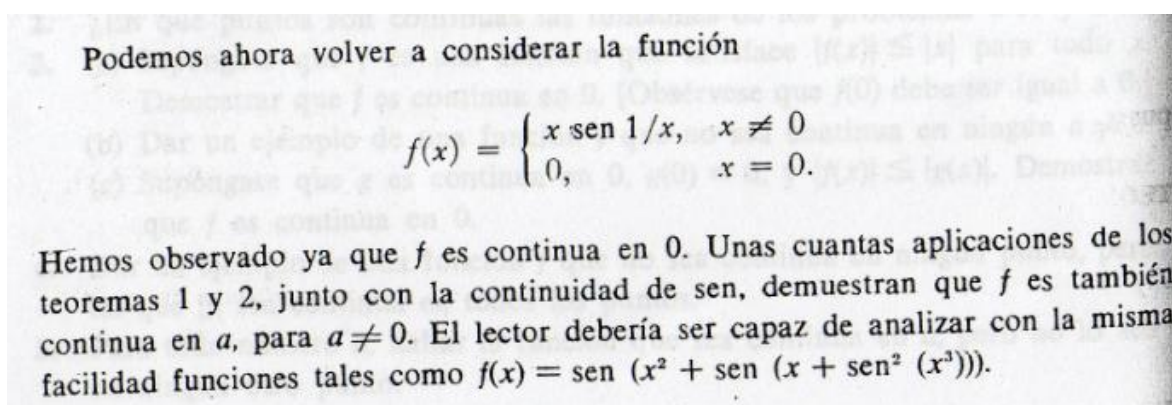 Podemos ahora volver a considerar la función
f(x) = { x sen 1/x, x ≠ 0
0, x = 0.
Hemos observado ya que f es continua en 0. Unas cuantas aplicaciones de los
teoremas 1 y 2, junto con la continuidad de sen, demuestran que f es también
continua en a, para a ≠ 0. El lector debería ser capaz de analizar con la misma
facilidad funciones tales como f(x) = sen (x² + sen (x + sen² (x³))).